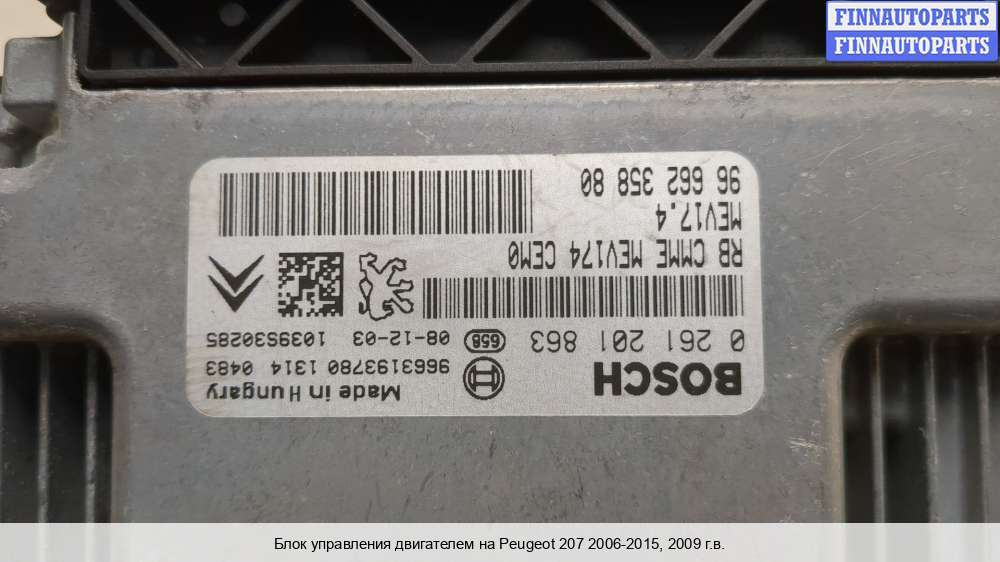 FINNAUTOPARTS
FINNAUTOPARTS
BOSCH
Made in Hungary
9663193780 1314 0483
0 261 201 863
658
08-12-03
1039S30285
RB CMME MEV174 CEM0
MEV17.4
96 662 358 80
Блок управления двигателем на Peugeot 207 2006-2015, 2009 г.в.